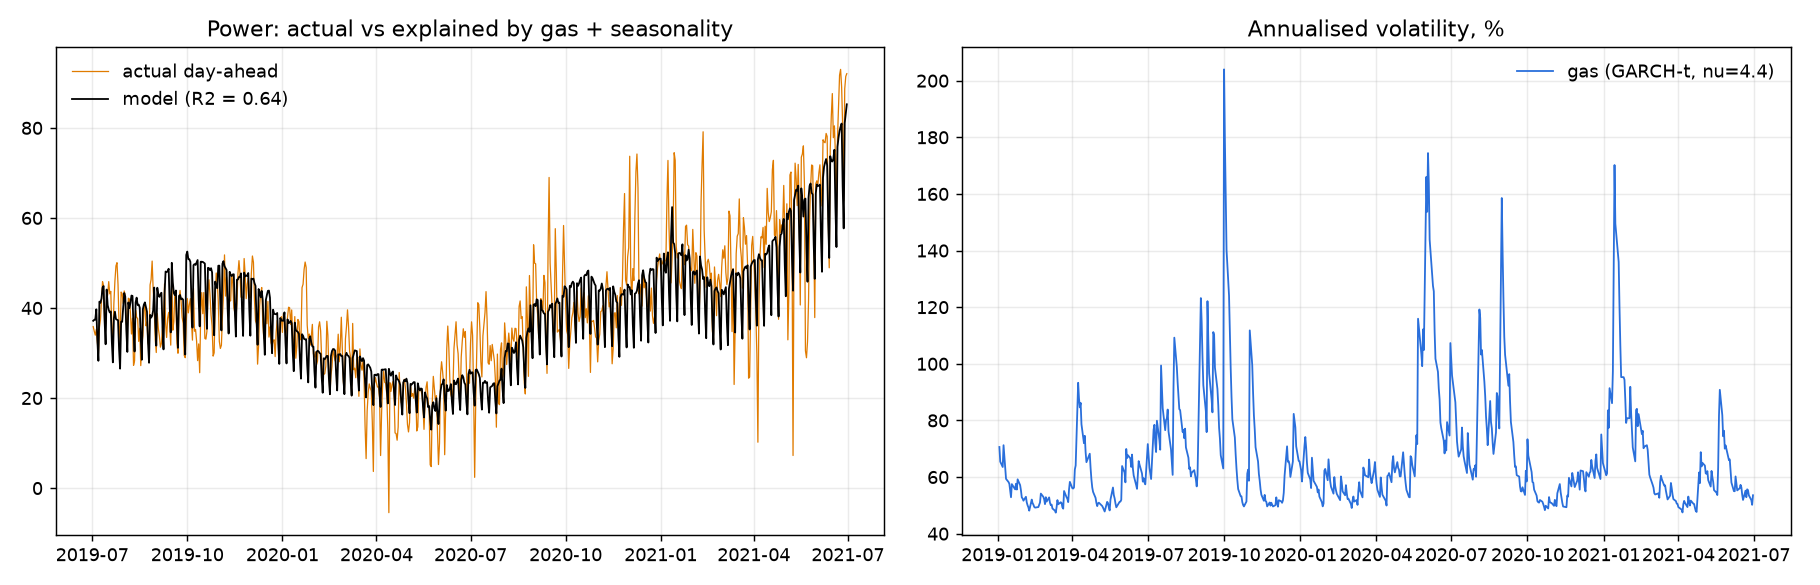 Power: actual vs explained by gas + seasonality
actual day-ahead
model (R2 = 0.64)
80
60
40
20
0
2019-07 2019-10 2020-01 2020-04 2020-07 2020-10 2021-01 2021-04 2021-07
Annualised volatility, %
gas (GARCH-t, nu=4.4)
200
180
160
140
120
100
80
60
40
2019-01 2019-04 2019-07 2019-10 2020-01 2020-04 2020-07 2020-10 2021-01 2021-04 2021-07